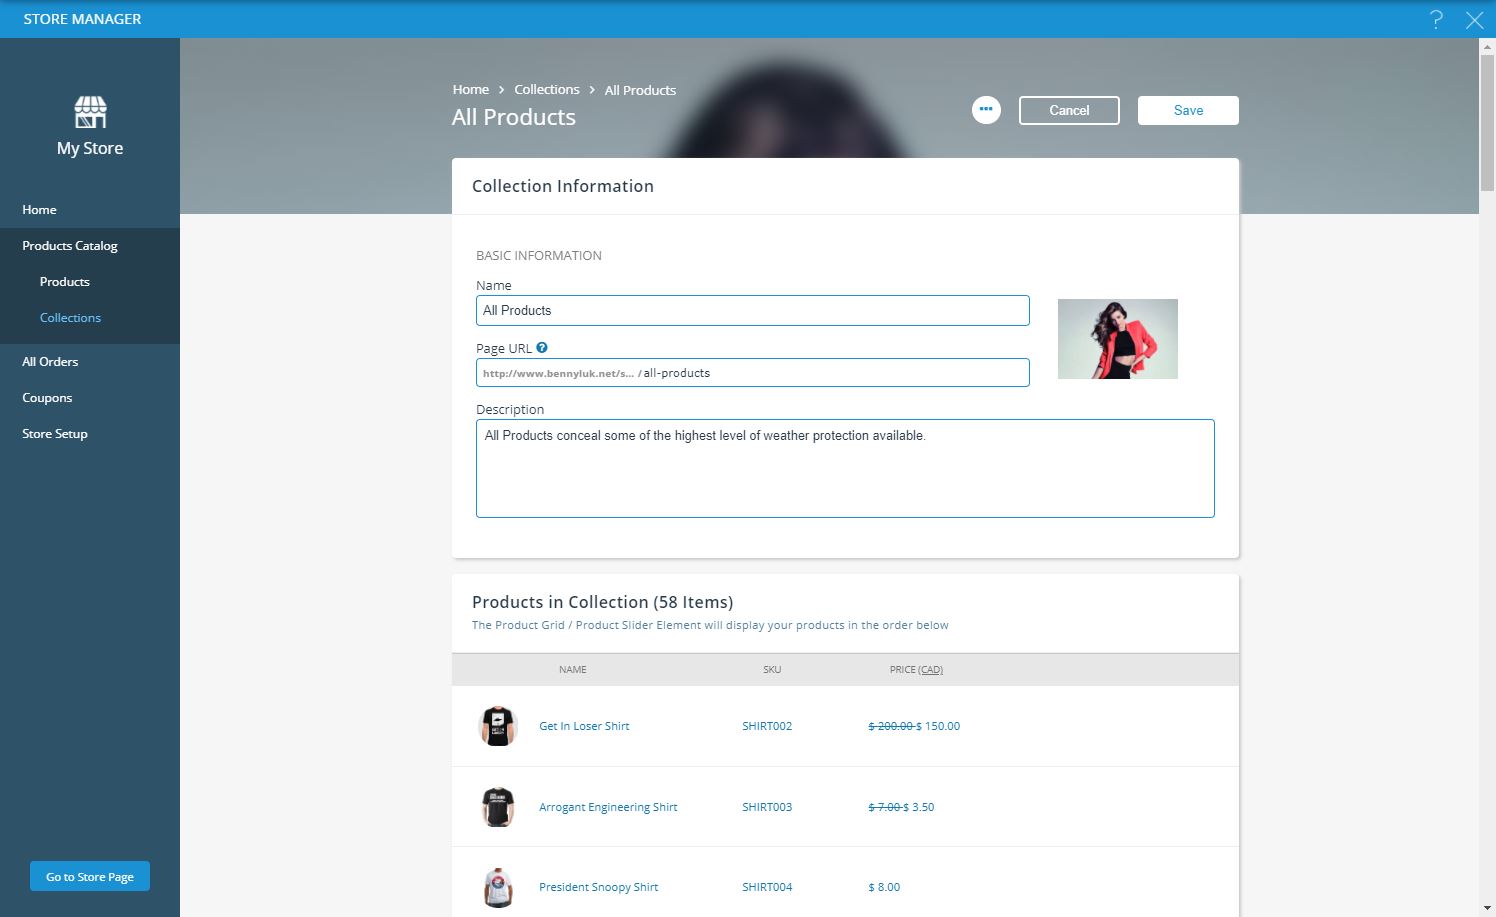 STORE MANAGER
?
My Store
Home
Products Catalog
Products
Collections
All Orders
Coupons
Store Setup
Go to Store Page
Home > Collections > All Products
All Products
Cancel
Save
Collection Information
BASIC INFORMATION
Name
All Products
Page URL ?
http://www.bennyluk.net/s... / all-products
Description
All Products conceal some of the highest level of weather protection available.
Products in Collection (58 Items)
The Product Grid / Product Slider Element will display your products in the order below
NAME SKU PRICE (CAD)
Get In Loser Shirt SHIRT002 $ 200.00 $ 150.00
Arrogant Engineering Shirt SHIRT003 $ 7.00 $ 3.50
President Snoopy Shirt SHIRT004 $ 8.00